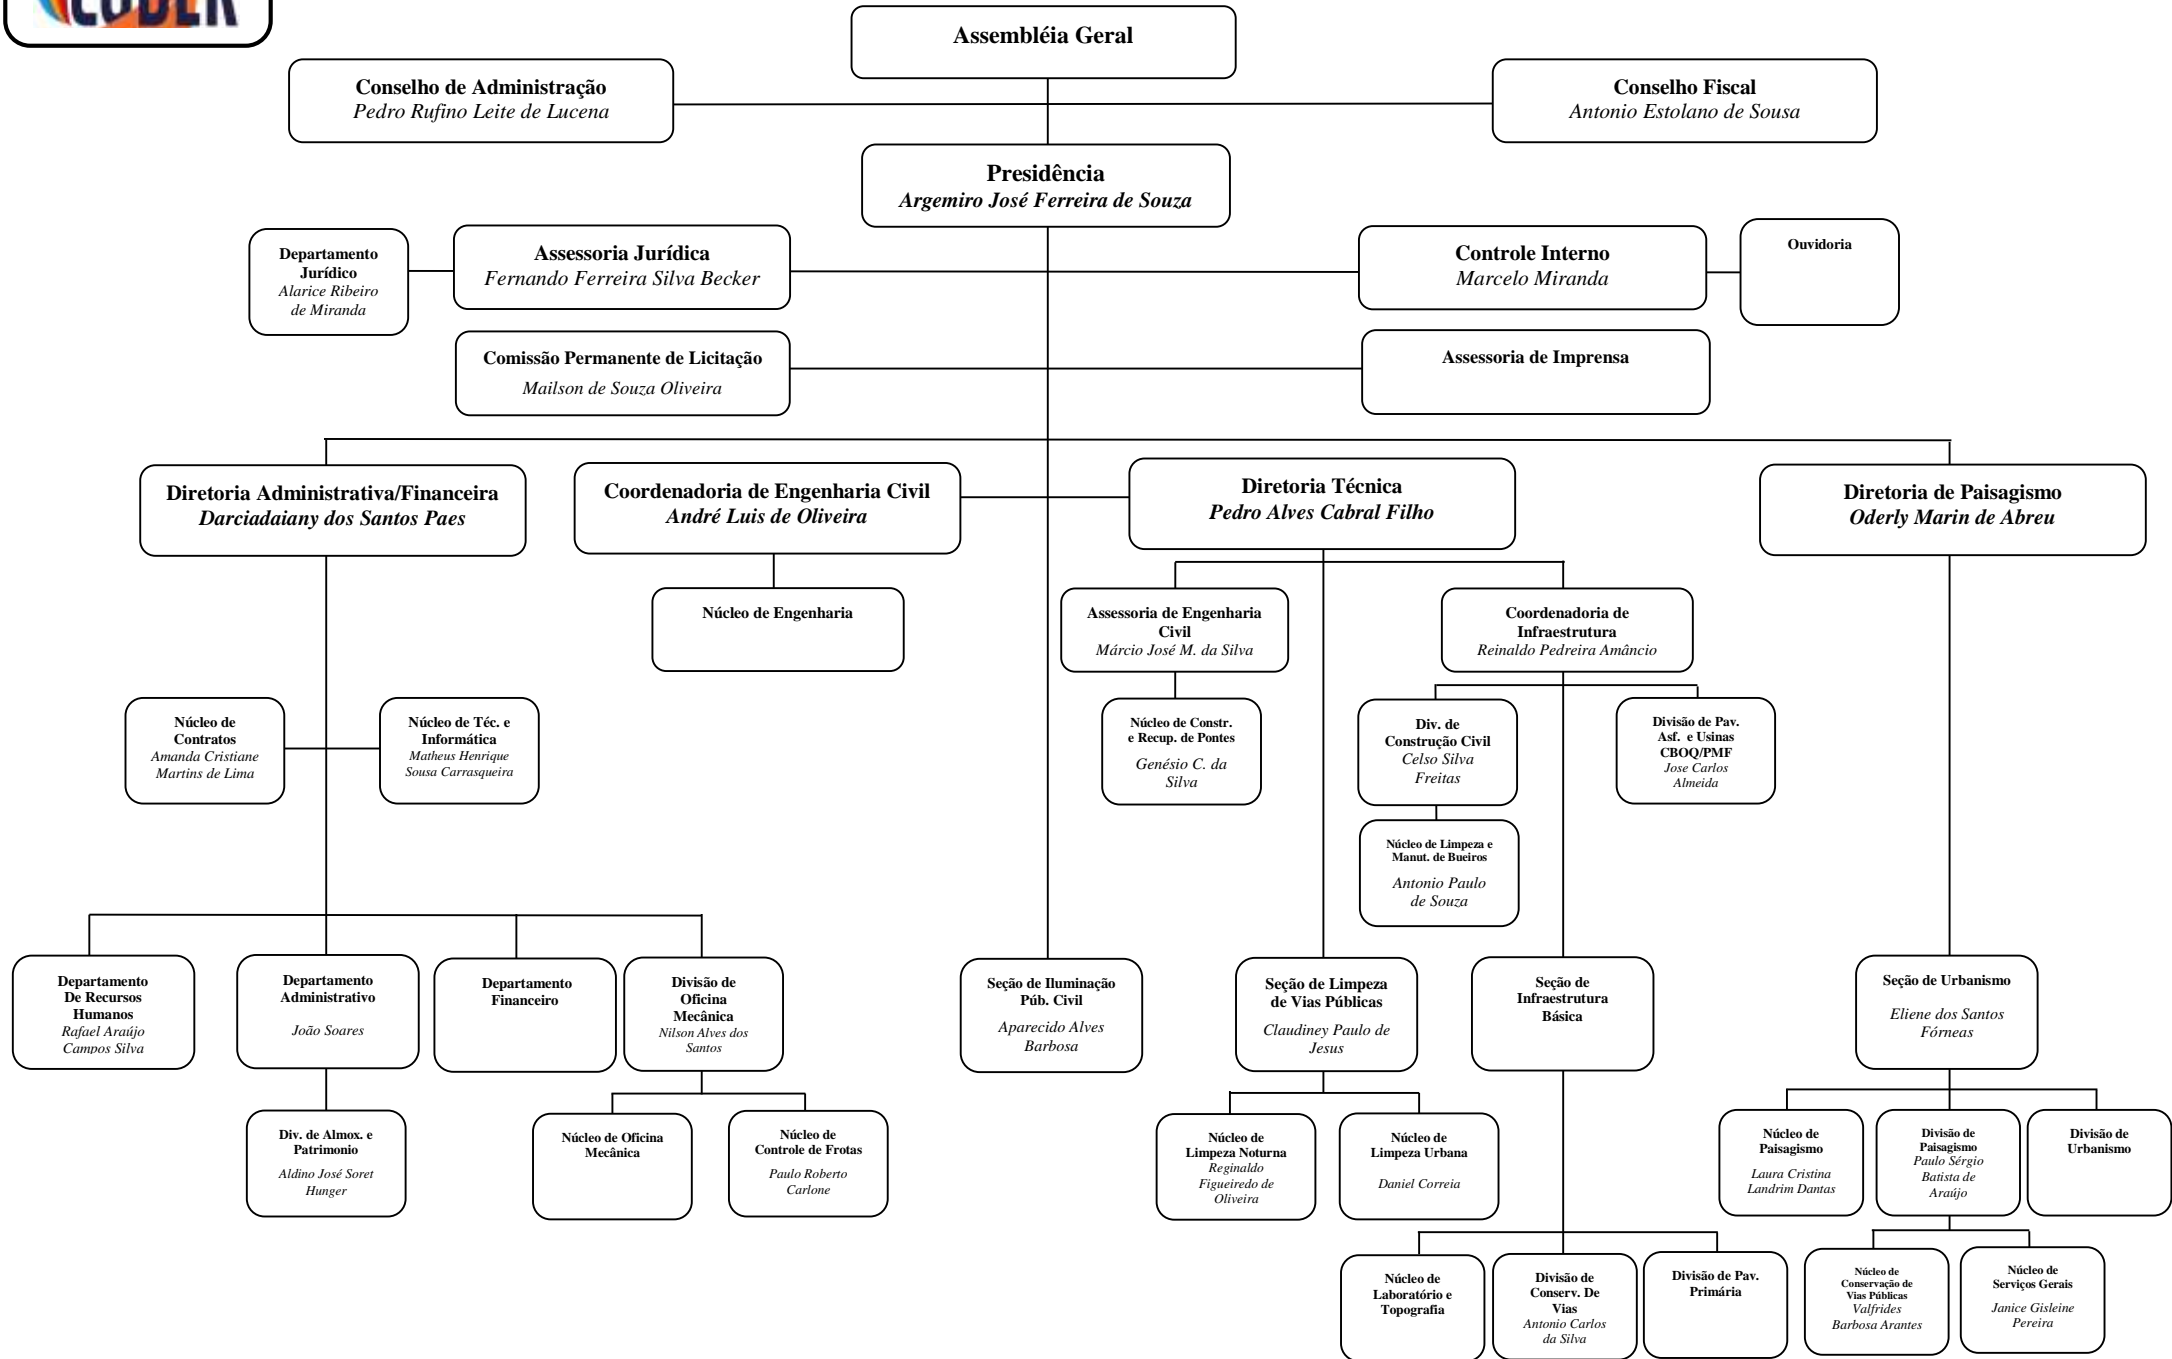 CODER
Assembléia Geral
Conselho de Administração
Pedro Rufino Leite de Lucena
Conselho Fiscal
Antonio Estolano de Sousa
Presidência
Argemiro José Ferreira de Souza
Departamento
Jurídico
Alarice Ribeiro
de Miranda
Assessoria Jurídica
Fernando Ferreira Silva Becker
Controle Interno
Marcelo Miranda
Ouvidoria
Comissão Permanente de Licitação
Mailson de Souza Oliveira
Assessoria de Imprensa
Diretoria Administrativa/Financeira
Darciadaiany dos Santos Paes
Coordenadoria de Engenharia Civil
André Luis de Oliveira
Diretoria Técnica
Pedro Alves Cabral Filho
Diretoria de Paisagismo
Oderly Marin de Abreu
Núcleo de Engenharia
Assessoria de Engenharia
Civil
Márcio José M. da Silva
Coordenadoria de
Infraestrutura
Reinaldo Pedreira Amâncio
Núcleo de
Contratos
Amanda Cristiane
Martins de Lima
Núcleo de Téc. e
Informática
Matheus Henrique
Sousa Carrasqueira
Núcleo de Constr.
e Recup. de Pontes
Genésio C. da
Silva
Div. de
Construção Civil
Celso Silva
Freitas
Divisão de Pav.
Asf. e Usinas
CBOQ/PMF
Jose Carlos
Almeida
Núcleo de Limpeza e
Manut. de Bueiros
Antonio Paulo
de Souza
Departamento
De Recursos
Humanos
Rafael Araújo
Campos Silva
Departamento
Administrativo
João Soares
Departamento
Financeiro
Divisão de
Oficina
Mecânica
Nilson Alves dos
Santos
Seção de Iluminação
Púb. Civil
Aparecido Alves
Barbosa
Seção de Limpeza
de Vias Públicas
Claudiney Paulo de
Jesus
Seção de
Infraestrutura
Básica
Seção de Urbanismo
Eliene dos Santos
Fórneas
Div. de Almox. e
Patrimonio
Aldino José Soret
Hunger
Núcleo de Oficina
Mecânica
Núcleo de
Controle de Frotas
Paulo Roberto
Carlone
Núcleo de
Limpeza Noturna
Reginaldo
Figueiredo de
Oliveira
Núcleo de
Limpeza Urbana
Daniel Correia
Núcleo de
Paisagismo
Laura Cristina
Landrim Dantas
Divisão de
Paisagismo
Paulo Sérgio
Batista de
Araújo
Divisão de
Urbanismo
Núcleo de
Laboratório e
Topografia
Divisão de
Conserv. De
Vias
Antonio Carlos
da Silva
Divisão de Pav.
Primária
Núcleo de
Conservação de
Vias Públicas
Valfrides
Barbosa Arantes
Núcleo de
Serviços Gerais
Janice Gisleine
Pereira